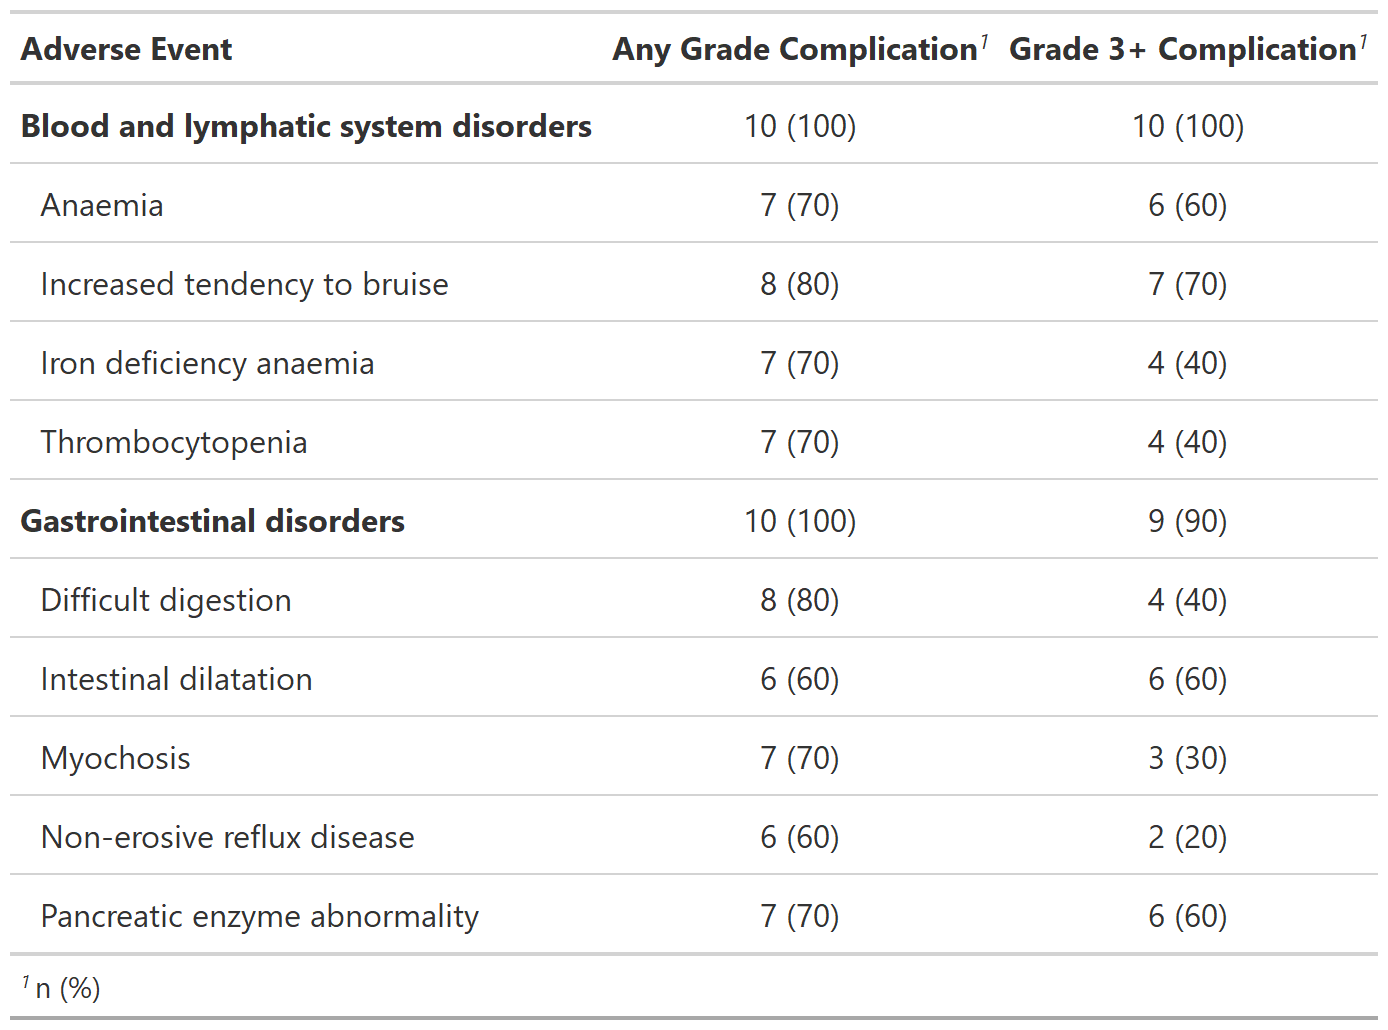 Adverse Event Any Grade Complication1 Grade 3+ Complication1
Blood and lymphatic system disorders 10 (100) 10 (100)
Anaemia 7 (70) 6 (60)
Increased tendency to bruise 8 (80) 7 (70)
Iron deficiency anaemia 7 (70) 4 (40)
Thrombocytopenia 7 (70) 4 (40)
Gastrointestinal disorders 10 (100) 9 (90)
Difficult digestion 8 (80) 4 (40)
Intestinal dilatation 6 (60) 6 (60)
Myochosis 7 (70) 3 (30)
Non-erosive reflux disease 6 (60) 2 (20)
Pancreatic enzyme abnormality 7 (70) 6 (60)
1 n (%)